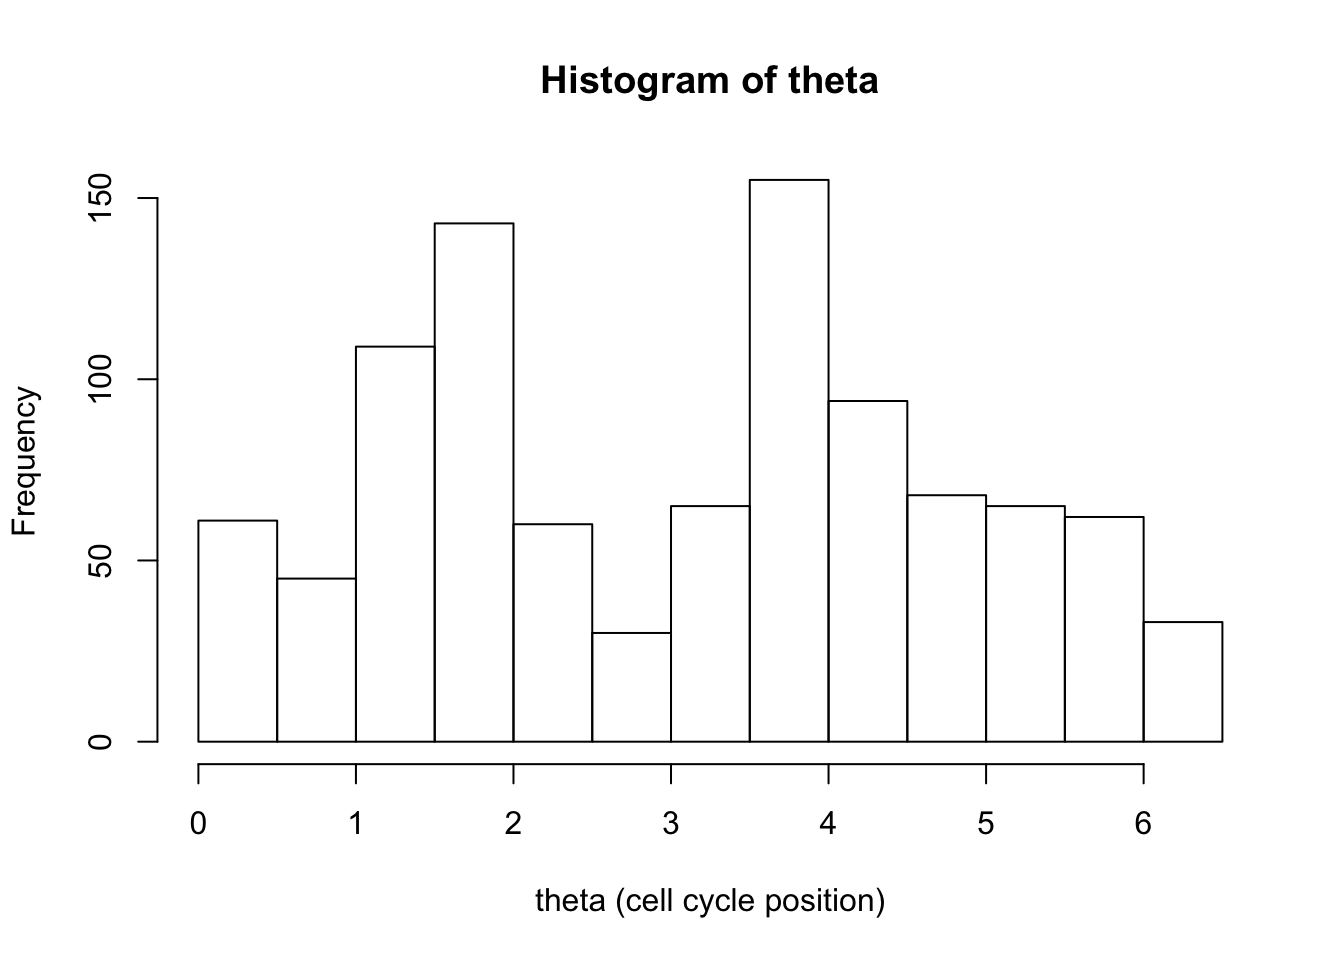 Histogram of theta
150
100
50
0
Frequency
0 1 2 3 4 5 6
theta (cell cycle position)